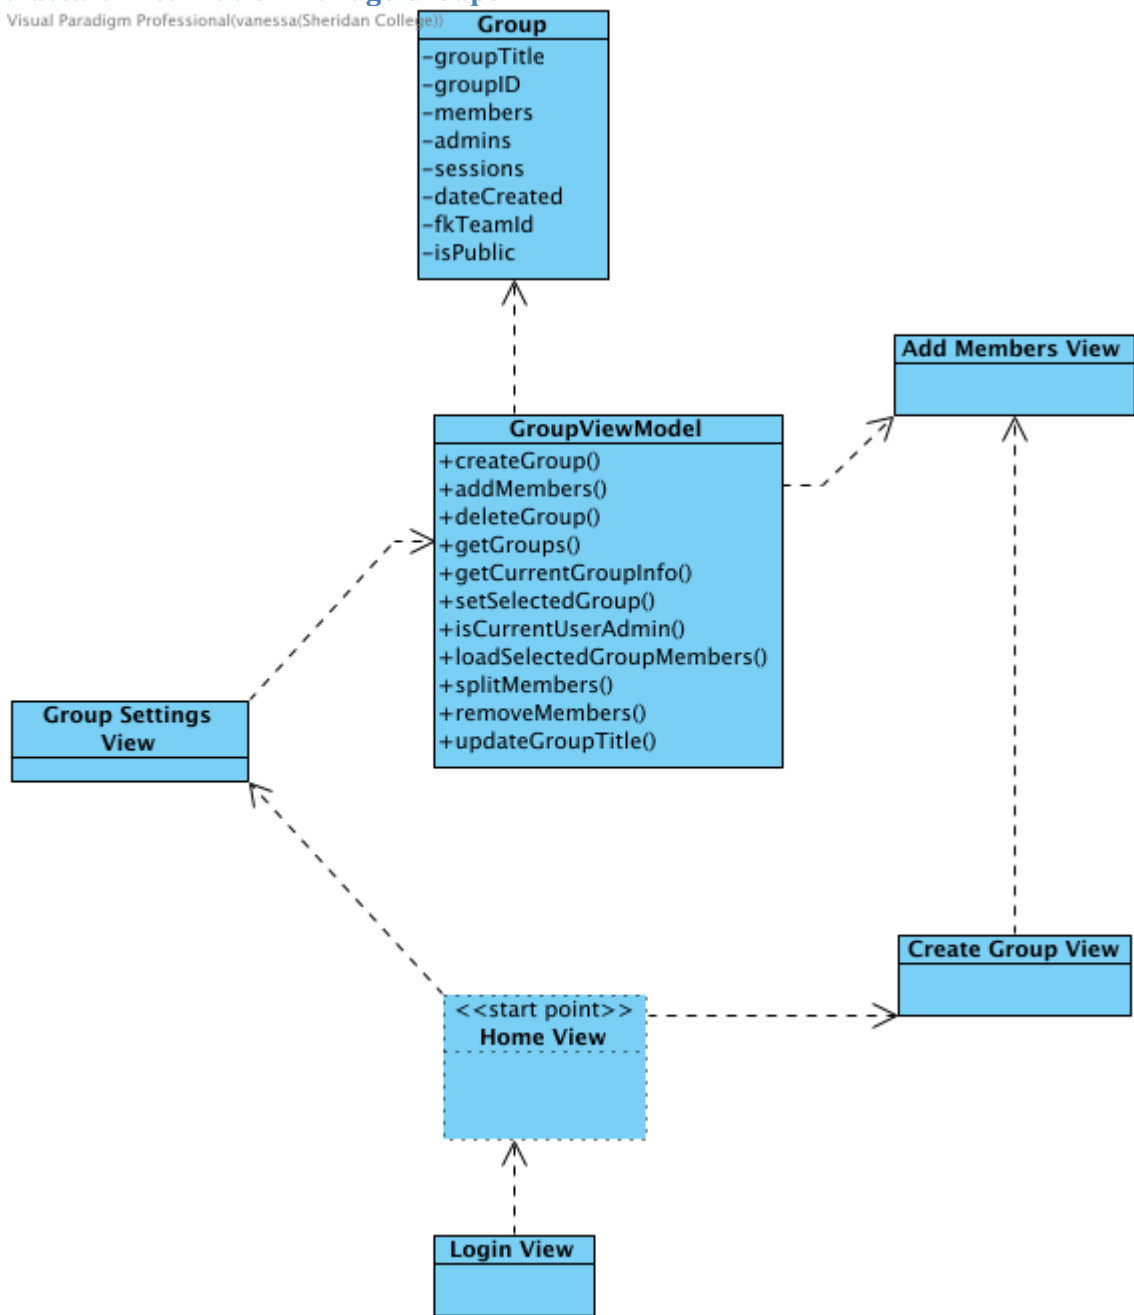 Visual Paradigm Professional(vanessa(Sheridan College))
Group
-groupTitle
-groupID
-members
-admins
-sessions
-dateCreated
-fkTeamId
-isPublic
Add Members View
GroupViewModel
+createGroup()
+addMembers()
+deleteGroup()
+getGroups()
+getCurrentGroupInfo()
+setSelectedGroup()
+isCurrentUserAdmin()
+loadSelectedGroupMembers()
+splitMembers()
+removeMembers()
+updateGroupTitle()
Group Settings
View
Create Group View
<<start point>>
Home View
Login View